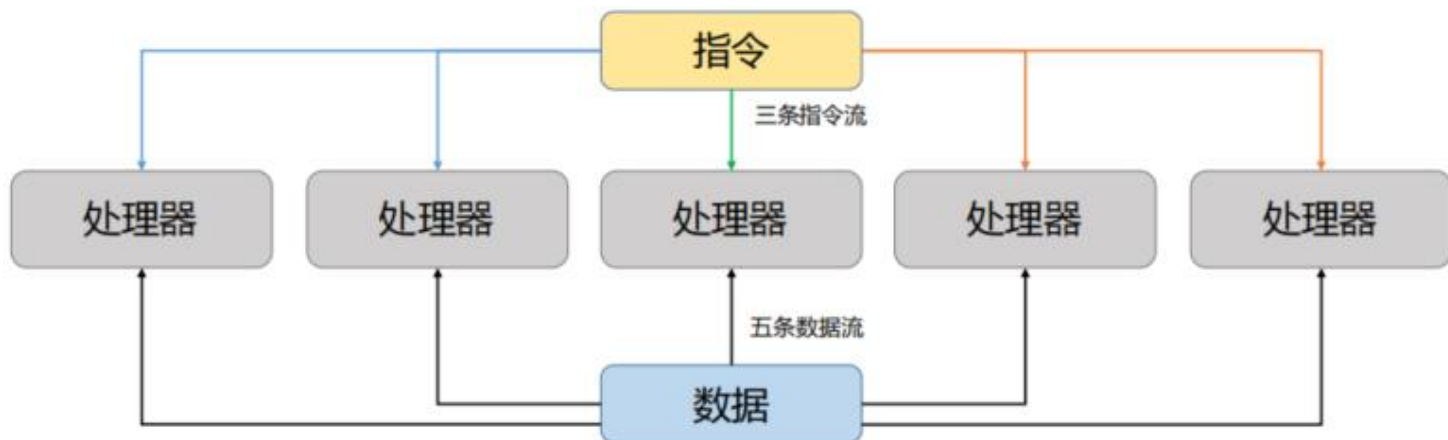 指令
三条指令流
处理器 处理器 处理器 处理器 处理器
五条数据流
数据